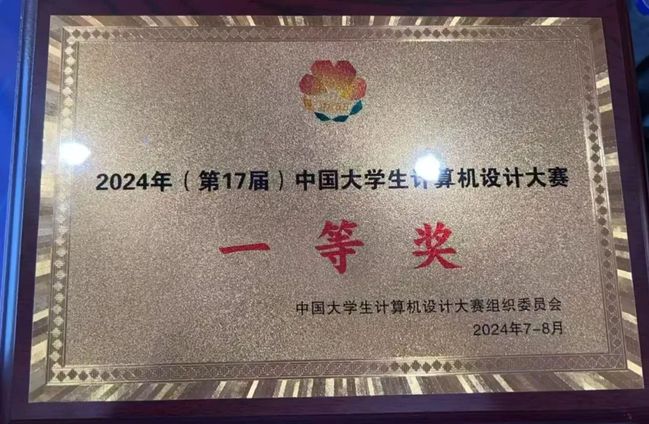 2024年（第17届）中国大学生计算机设计大赛
一等奖
中国大学生计算机设计大赛组织委员会
2024年7-8月